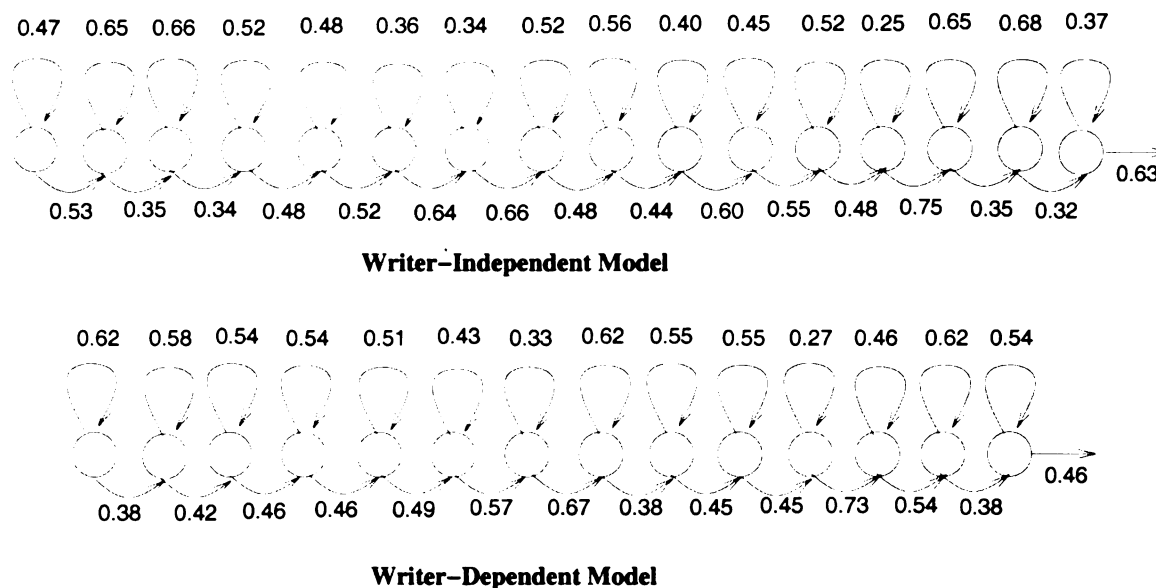 0.47 0.65 0.66 0.52 0.48 0.36 0.34 0.52 0.56 0.40 0.45 0.52 0.25 0.65 0.68 0.37
0.63
0.53 0.35 0.34 0.48 0.52 0.64 0.66 0.48 0.44 0.60 0.55 0.48 0.75 0.35 0.32
Writer–Independent Model
0.62 0.58 0.54 0.54 0.51 0.43 0.33 0.62 0.55 0.55 0.27 0.46 0.62 0.54
0.46
0.38 0.42 0.46 0.46 0.49 0.57 0.67 0.38 0.45 0.45 0.73 0.54 0.38
Writer–Dependent Model